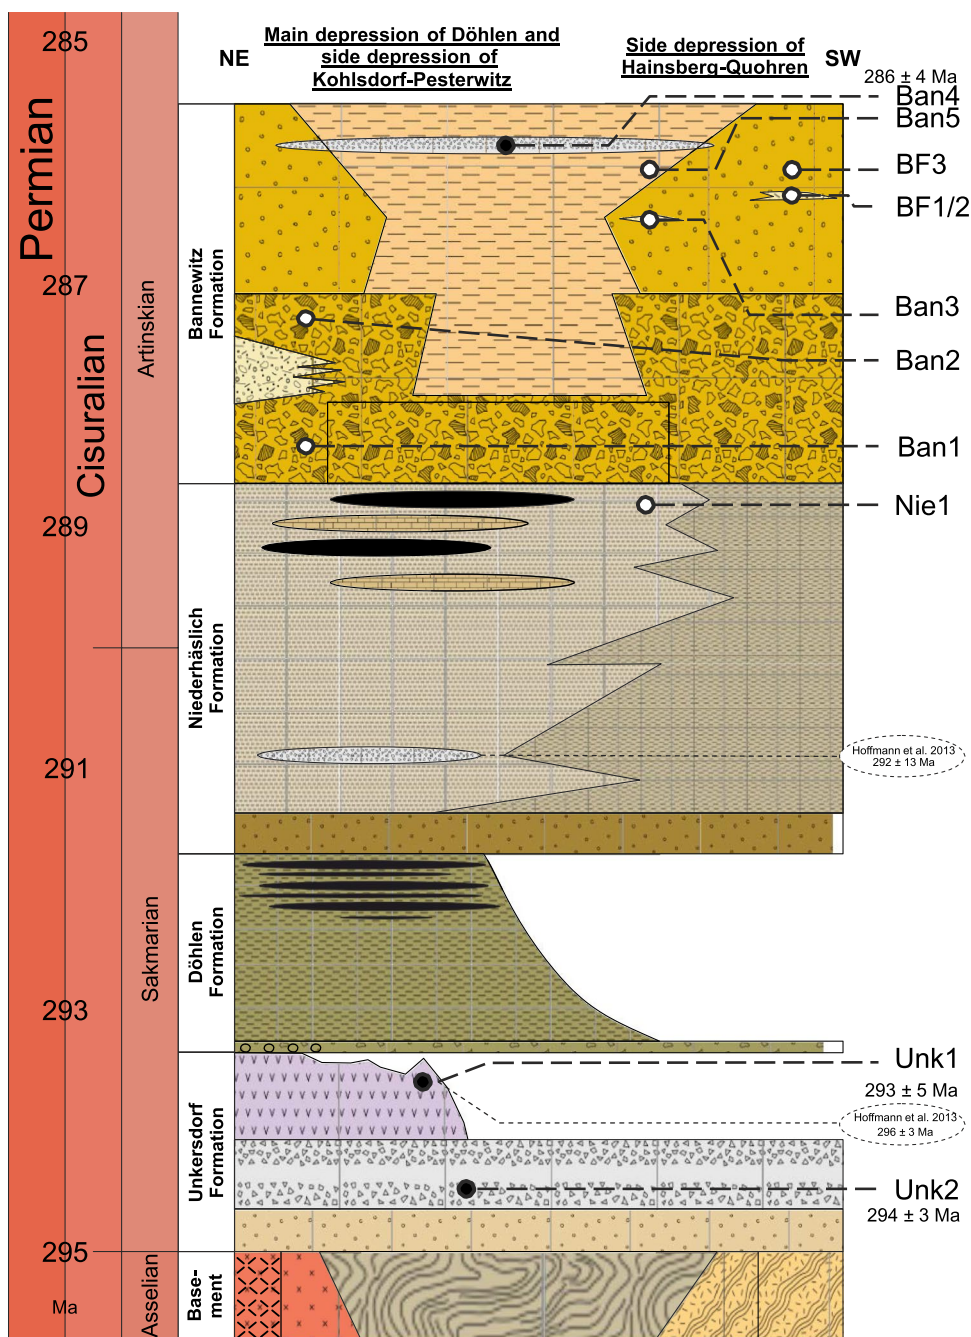 285
287
289
291
293
295
Ma
Permian
Cisuralian
Artinskian
Sakmarian
Asselian
Main depression of Döhlen and
side depression of
Kohlsdorf-Pesterwitz
Side depression of
Hainsberg-Quohren
NE
SW
286 ± 4 Ma
Ban4
Ban5
BF3
BF1/2
Ban3
Ban2
Ban1
Nie1
Hoffmann et al. 2013
292 ± 13 Ma
Unk1
293 ± 5 Ma
Hoffmann et al. 2013
296 ± 3 Ma
Unk2
294 ± 3 Ma
Bannewitz
Formation
Niederhäslich
Formation
Döhlen
Formation
Unkersdorf
Formation
Base-
ment